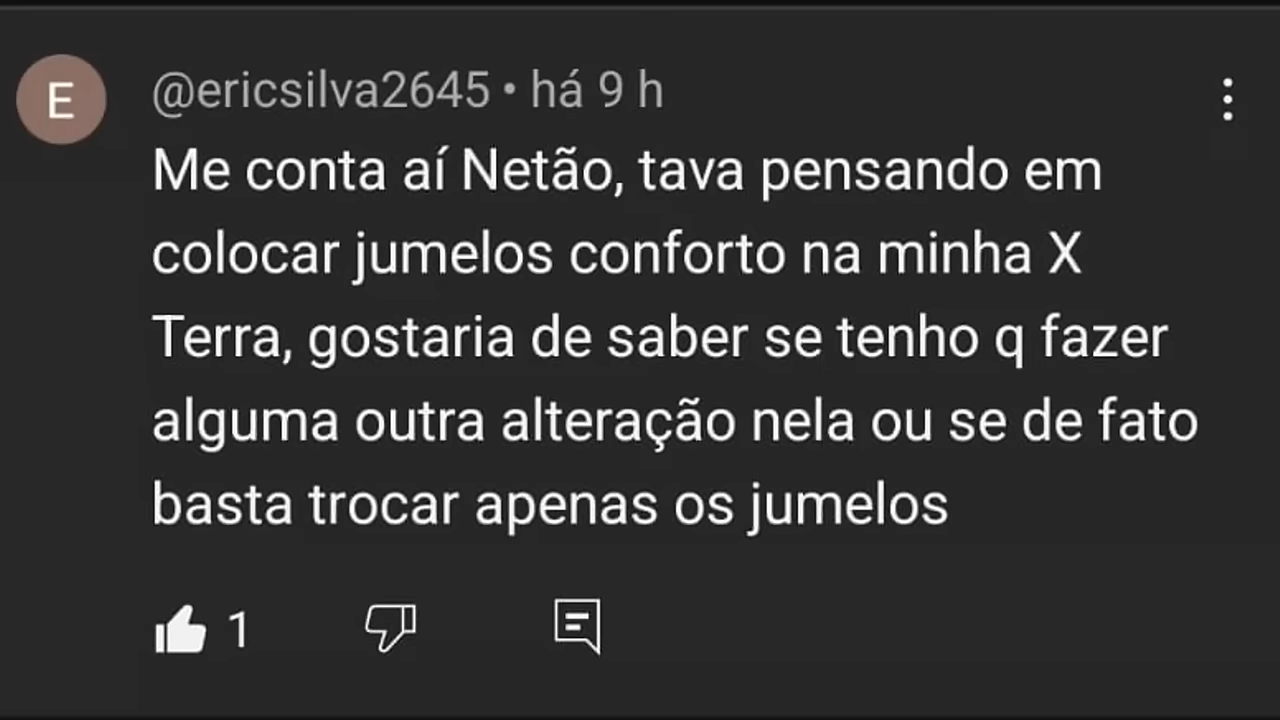 E
@ericsilva2645 • há 9 h
Me conta aí Netão, tava pensando em
colocar jumelos conforto na minha X
Terra, gostaria de saber se tenho q fazer
alguma outra alteração nela ou se de fato
basta trocar apenas os jumelos
1